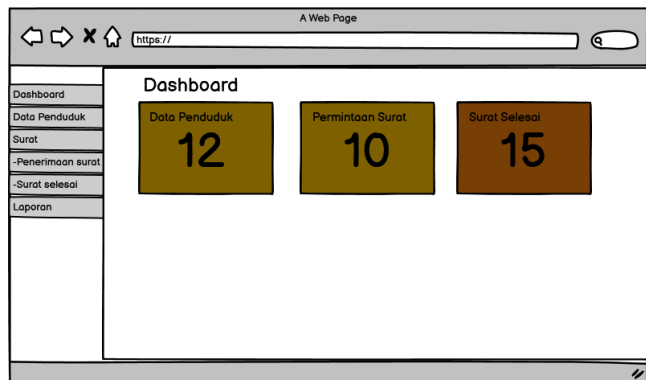 A Web Page
https://
Dashboard
Data Penduduk
Surat
-Penerimaan surat
-Surat selesai
Laporan
Dashboard
Data Penduduk
12
Permintaan Surat
10
Surat Selesai
15